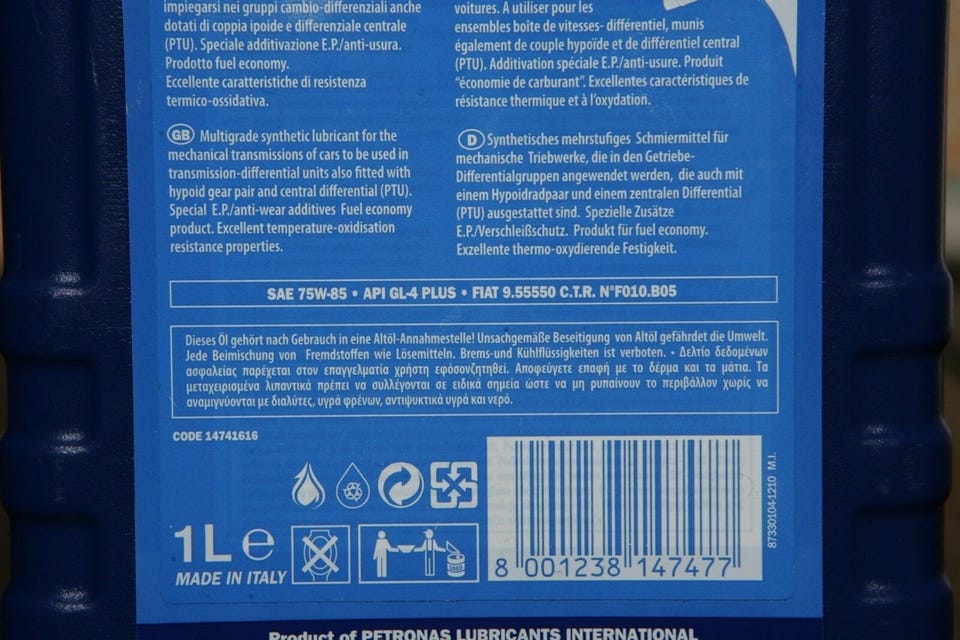 impiegarsi nei gruppi cambio-differenziali anche
dotati di coppia ipoide e differenziale centrale
(PTU). Speciale additivazione E.P./anti-usura.
Prodotto fuel economy.
Eccellente caratteristiche di resistenza
termico-ossidativa.
voitures. A utiliser pour les
ensembles boîte de vitesses- différentiel, munis
également de couple hypoïde et de différentiel central
(PTU). Additivation spéciale E.P./anti-usure. Produit
“économie de carburant”. Excellentes caractéristiques de
résistance thermique et à l’oxydation.
GB Multigrade synthetic lubricant for the
mechanical transmissions of cars to be used in
transmission-differential units also fitted with
hypoid gear pair and central differential (PTU).
Special E.P./anti-wear additives Fuel economy
product. Excellent temperature-oxidisation
resistance properties.
D Synthetisches mehrstufiges Schmiermittel für
mechanische Triebwerke, die in den Getriebe-
Differentialgruppen angewendet werden, die auch mit
einem Hypoidradpaar und einem zentralen Differential
(PTU) ausgestattet sind. Spezielle Zusätze
E.P./Verschleißschutz. Produkt für fuel economy.
Exzellente thermo-oxydierende Festigkeit.
SAE 75W-85 • API GL-4 PLUS • FIAT 9.55550 C.T.R. N°F010.B05
Dieses Öl gehört nach Gebrauch in eine Altöl-Annahmestelle! Unsachgemäße Beseitigung von Altöl gefährdet die Umwelt.
Jede Beimischung von Fremdstoffen wie Lösemitteln. Brems-und Kühlflüssigkeiten ist verboten. • Δελτίο δεδομένων
ασφαλείας παρέχεται στον επαγγελματία χρήστη εφόσονζητηθεί. Αποφεύγετε επαφή με το δέρμα και τα μάτια. Τα
μεταχειρισμένα λιπαντικά πρέπει να συλλέγονται σε ειδικά σημεία ώστε να μη ρυπαίνουν το περιβάλλον χωρίς να
αναμιγνύονται με διαλύτες, υγρά φρένων, αντιψυκτικά υγρά και νερό.
CODE 14741616
1L e
MADE IN ITALY
8 001238 147477
87330104-1210 M.I.
Product of PETRONAS LUBRICANTS INTERNATIONAL